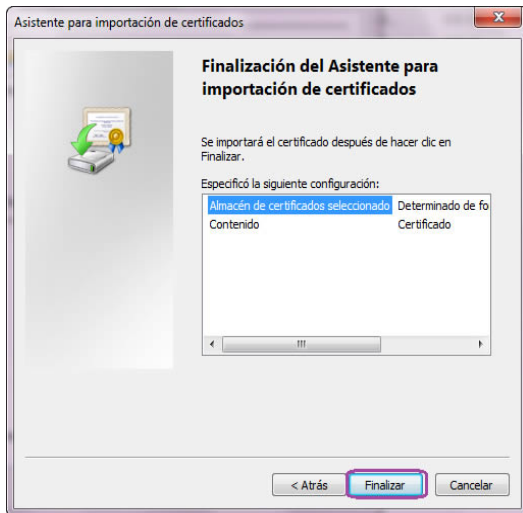 Asistente para importación de certificados
Finalización del Asistente para
importación de certificados
Se importará el certificado después de hacer clic en
Finalizar.
Especificó la siguiente configuración:
Almacén de certificados seleccionado Determinado de fo
Contenido Certificado
< Atrás Finalizar Cancelar